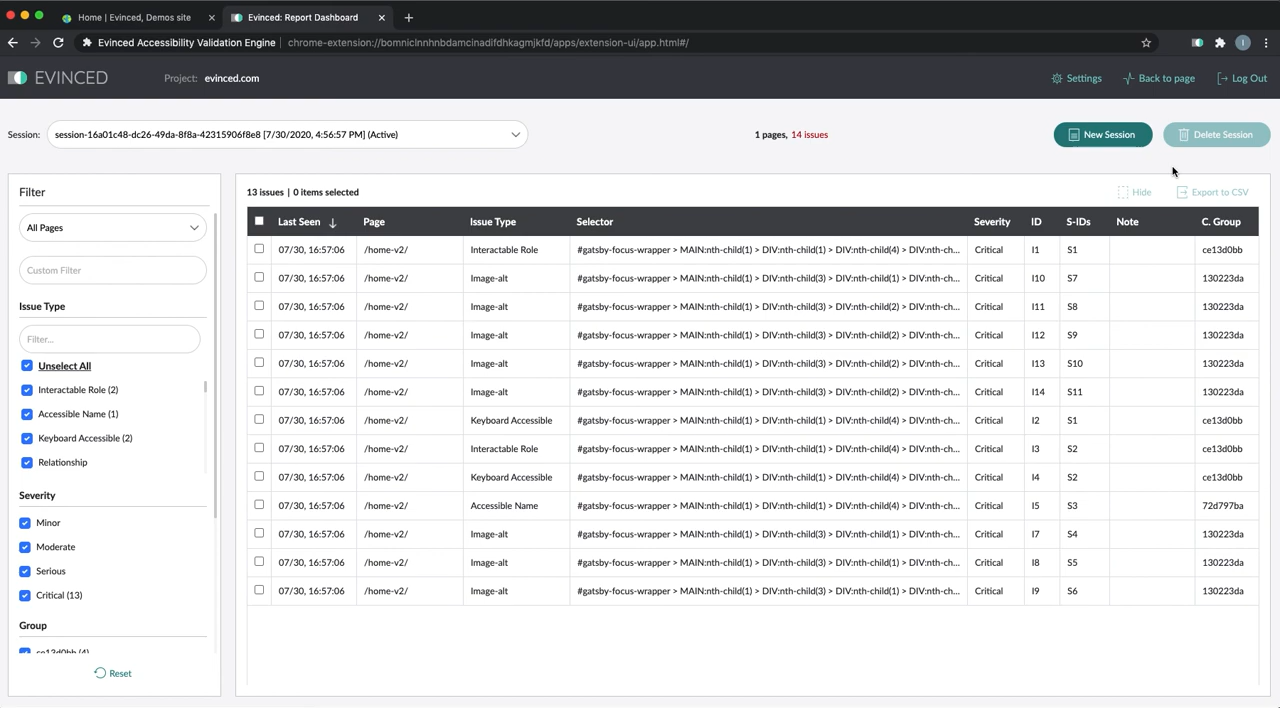 Home | Evinced, Demos site
Evinced: Report Dashboard
Evinced Accessibility Validation Engine
chrome-extension://bomniclnnhnbdamcinadifdhkagmjkfd/apps/extension-ui/app.html#/
I
EVINCED
Project: evinced.com
Settings
Back to page
Log Out
Session: session-16a01c48-dc26-49da-8f8a-42315906f8e8 [7/30/2020, 4:56:57 PM] (Active)
1 pages, 14 issues
New Session
Delete Session
Filter
All Pages
Custom Filter
Issue Type
Filter...
Unselect All
Interactable Role (2)
Accessible Name (1)
Keyboard Accessible (2)
Relationship
Severity
Minor
Moderate
Serious
Critical (13)
Group
ce13d0bb (4)
Reset
13 issues | 0 items selected
Hide
Export to CSV
Last Seen Page Issue Type Selector Severity ID S-IDs Note C. Group
07/30, 16:57:06 /home-v2/ Interactable Role #gatsby-focus-wrapper > MAIN:nth-child(1) > DIV:nth-child(1) > DIV:nth-child(4) > DIV:nth-ch... Critical I1 S1 ce13d0bb
07/30, 16:57:06 /home-v2/ Image-alt #gatsby-focus-wrapper > MAIN:nth-child(1) > DIV:nth-child(3) > DIV:nth-child(1) > DIV:nth-ch... Critical I10 S7 130223da
07/30, 16:57:06 /home-v2/ Image-alt #gatsby-focus-wrapper > MAIN:nth-child(1) > DIV:nth-child(3) > DIV:nth-child(2) > DIV:nth-ch... Critical I11 S8 130223da
07/30, 16:57:06 /home-v2/ Image-alt #gatsby-focus-wrapper > MAIN:nth-child(1) > DIV:nth-child(3) > DIV:nth-child(2) > DIV:nth-ch... Critical I12 S9 130223da
07/30, 16:57:06 /home-v2/ Image-alt #gatsby-focus-wrapper > MAIN:nth-child(1) > DIV:nth-child(3) > DIV:nth-child(2) > DIV:nth-ch... Critical I13 S10 130223da
07/30, 16:57:06 /home-v2/ Image-alt #gatsby-focus-wrapper > MAIN:nth-child(1) > DIV:nth-child(3) > DIV:nth-child(2) > DIV:nth-ch... Critical I14 S11 130223da
07/30, 16:57:06 /home-v2/ Keyboard Accessible #gatsby-focus-wrapper > MAIN:nth-child(1) > DIV:nth-child(1) > DIV:nth-child(4) > DIV:nth-ch... Critical I2 S1 ce13d0bb
07/30, 16:57:06 /home-v2/ Interactable Role #gatsby-focus-wrapper > MAIN:nth-child(1) > DIV:nth-child(1) > DIV:nth-child(4) > DIV:nth-ch... Critical I3 S2 ce13d0bb
07/30, 16:57:06 /home-v2/ Keyboard Accessible #gatsby-focus-wrapper > MAIN:nth-child(1) > DIV:nth-child(1) > DIV:nth-child(4) > DIV:nth-ch... Critical I4 S2 ce13d0bb
07/30, 16:57:06 /home-v2/ Accessible Name #gatsby-focus-wrapper > MAIN:nth-child(1) > DIV:nth-child(1) > DIV:nth-child(4) > DIV:nth-ch... Critical I5 S3 72d797ba
07/30, 16:57:06 /home-v2/ Image-alt #gatsby-focus-wrapper > MAIN:nth-child(1) > DIV:nth-child(3) > DIV:nth-child(1) > DIV:nth-ch... Critical I7 S4 130223da
07/30, 16:57:06 /home-v2/ Image-alt #gatsby-focus-wrapper > MAIN:nth-child(1) > DIV:nth-child(3) > DIV:nth-child(1) > DIV:nth-ch... Critical I8 S5 130223da
07/30, 16:57:06 /home-v2/ Image-alt #gatsby-focus-wrapper > MAIN:nth-child(1) > DIV:nth-child(3) > DIV:nth-child(1) > DIV:nth-ch... Critical I9 S6 130223da